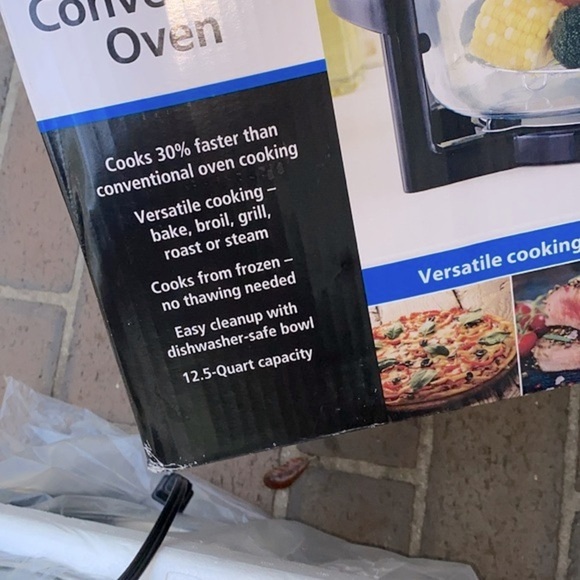 Oven
Cooks 30% faster than
conventional oven cooking
Versatile cooking –
bake, broil, grill,
roast or steam
Cooks from frozen –
no thawing needed
Easy cleanup with
dishwasher-safe bowl
12.5-Quart capacity
Versatile cooking